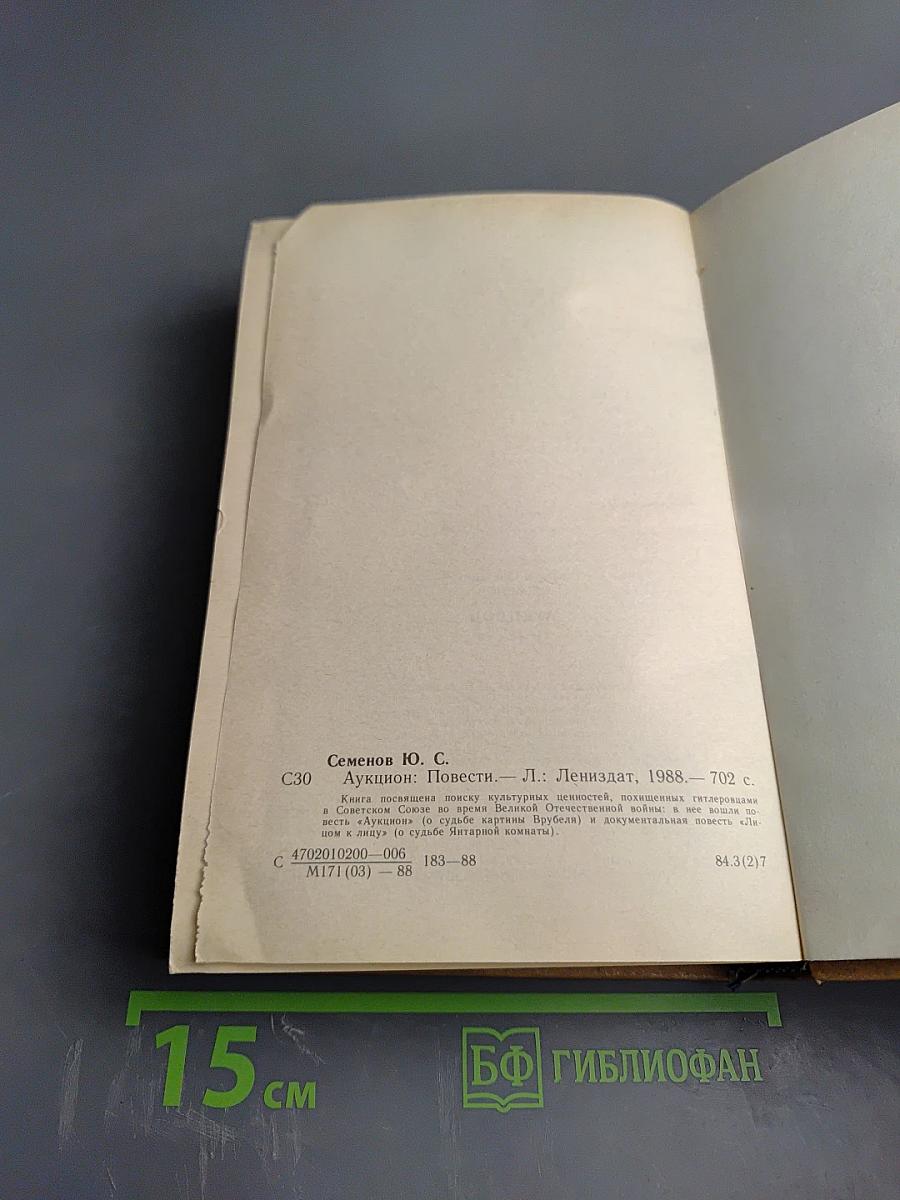 Семенов Ю. С.
С30 Аукцион: Повести.— Л.: Лениздат, 1988.— 702 с.
Книга посвящена поиску культурных ценностей, похищенных гитлеровцами
в Советском Союзе во время Великой Отечественной войны: в нее вошли по-
весть «Аукцион» (о судьбе картины Врубеля) и документальная повесть «Ли-
цом к лицу» (о судьбе Янтарной комнаты).
С 4702010200—006 183—88 84.3(2)7
М171(03) — 88
15 см БФ ГИБЛИОФАН